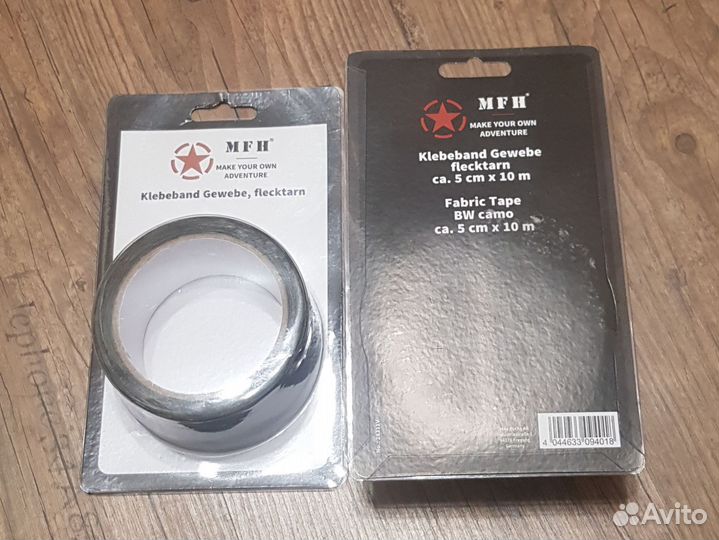 MFH®
MAKE YOUR OWN
ADVENTURE
Klebeband Gewebe, flecktarn
MFH®
MAKE YOUR OWN
ADVENTURE
Klebeband Gewebe
flecktarn
ca. 5 cm x 10 m
Fabric Tape
BW camo
ca. 5 cm x 10 m
Germany
4 044633 094018
Avito